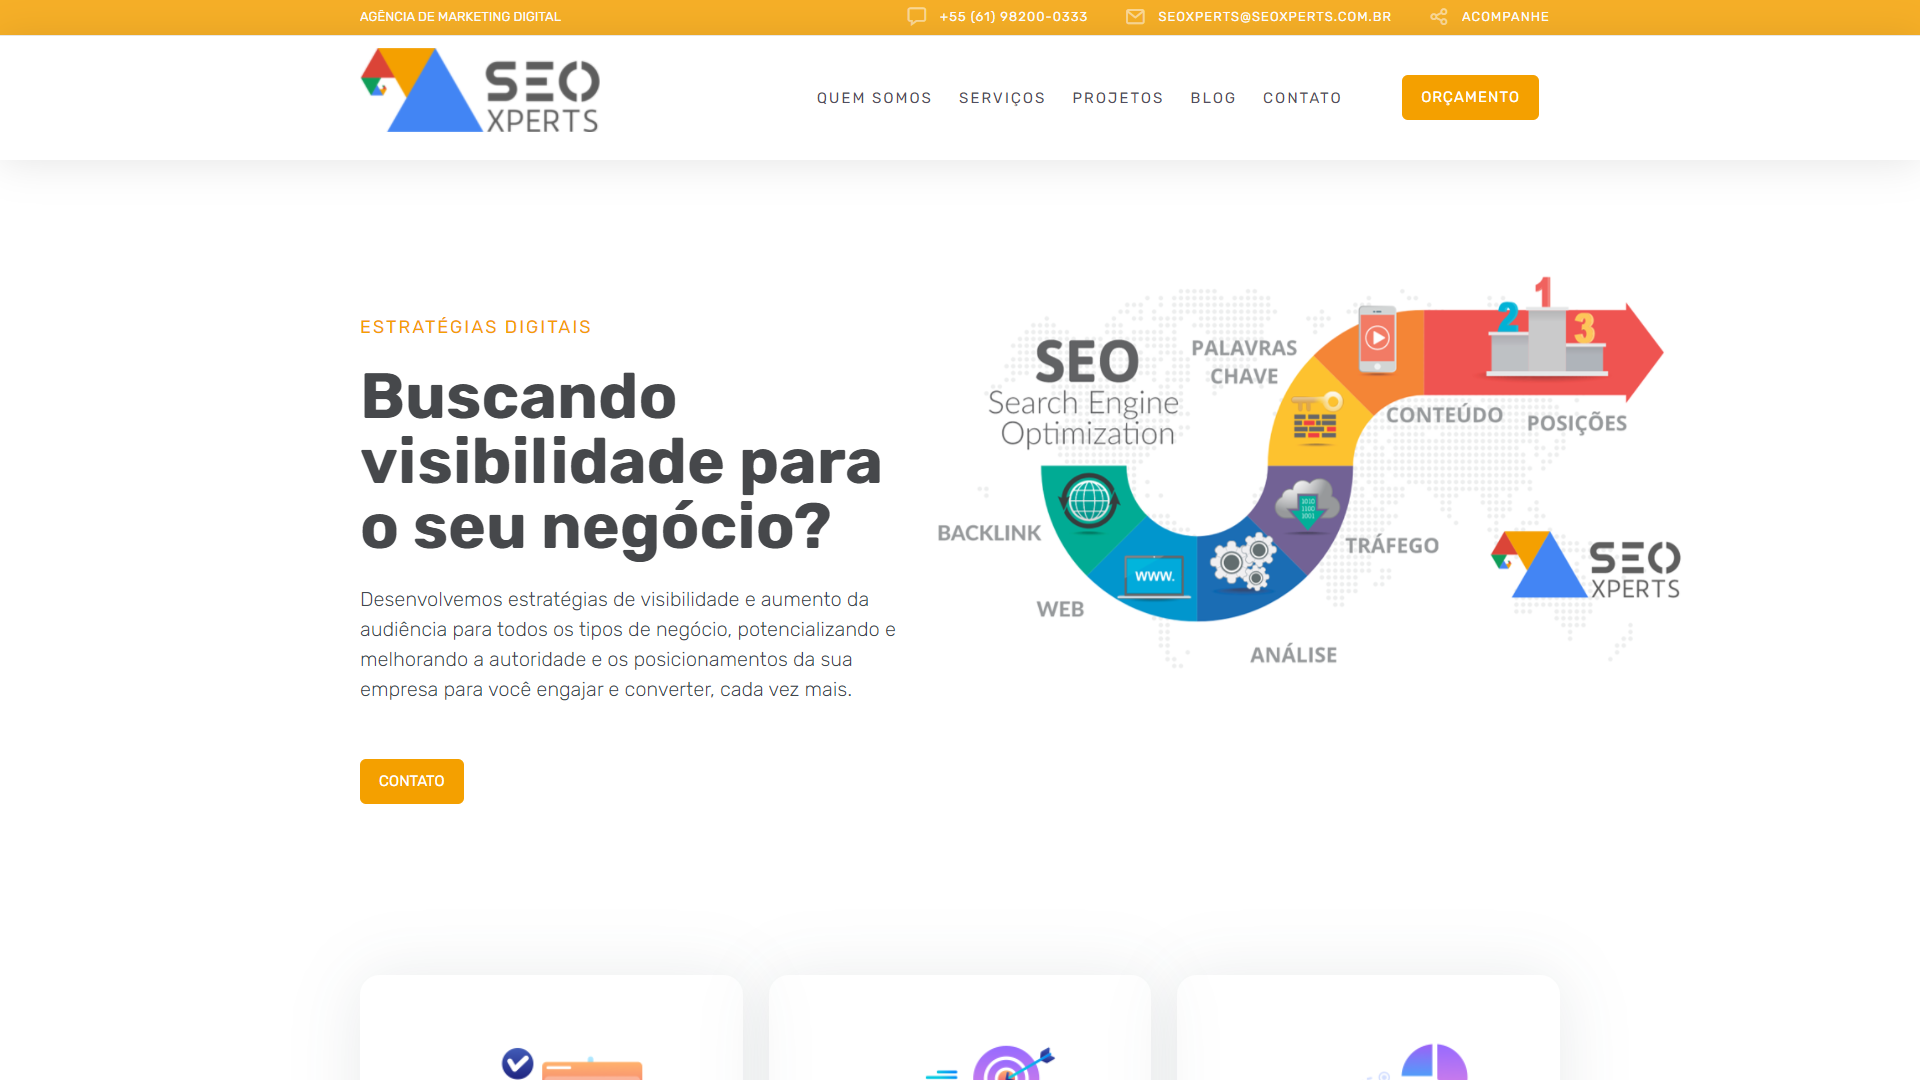 AGÊNCIA DE MARKETING DIGITAL
+55 (61) 98200-0333
SEOXPERTS@SEOXPERTS.COM.BR
ACOMPANHE
SEO
XPERTS
QUEM SOMOS
SERVIÇOS
PROJETOS
BLOG
CONTATO
ORÇAMENTO
ESTRATÉGIAS DIGITAIS
Buscando
visibilidade para
o seu negócio?
Desenvolvemos estratégias de visibilidade e aumento da
audiência para todos os tipos de negócio, potencializando e
melhorando a autoridade e os posicionamentos da sua
empresa para você engajar e converter, cada vez mais.
CONTATO
SEO
Search Engine
Optimization
PALAVRAS
CHAVE
1
2
3
CONTEÚDO
POSIÇÕES
BACKLINK
1010
1100
1001
TRÁFEGO
WWW.
WEB
ANÁLISE
SEO
XPERTS